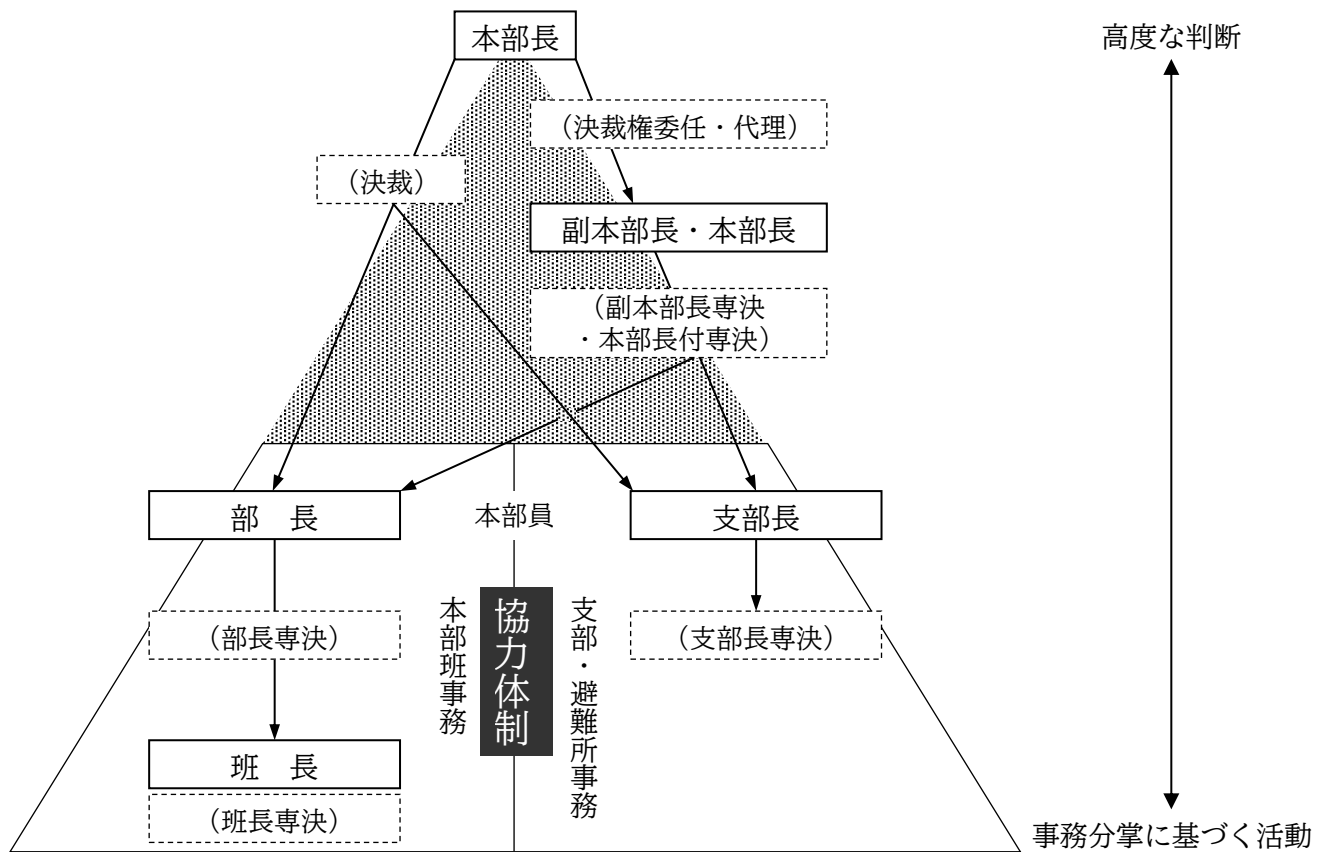 本部長
高度な判断
（決裁権委任・代理）
（決裁）
副本部長・本部長
（副本部長専決
・本部長付専決）
部　長
本部員
支部長
本部班事務
協力体制
支部・避難所事務
（部長専決）
（支部長専決）
班　長
（班長専決）
事務分掌に基づく活動